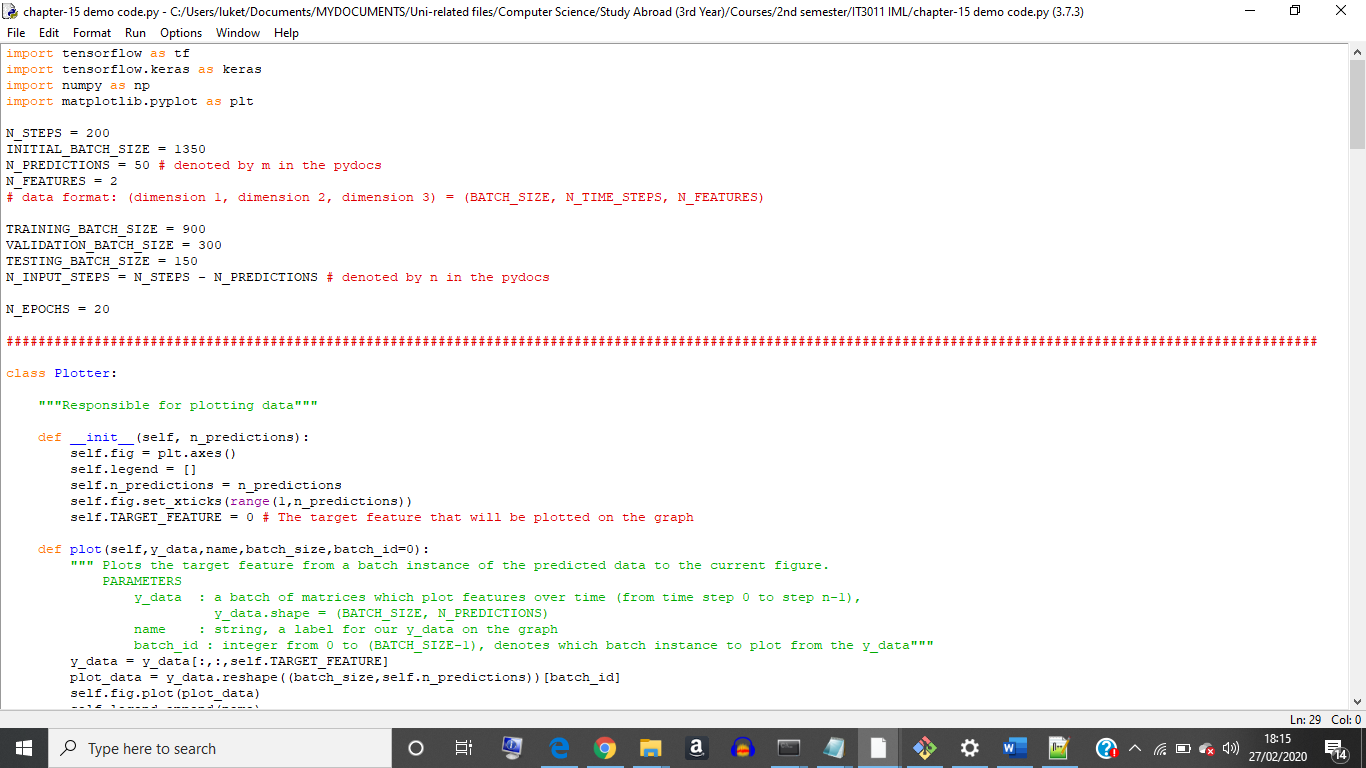 chapter-15 demo code.py - C:/Users/luket/Documents/MYDOCUMENTS/Uni-related files/Computer Science/Study Abroad (3rd Year)/Courses/2nd semester/IT3011 IML/chapter-15 demo code.py (3.7.3)
File Edit Format Run Options Window Help
import tensorflow as tf
import tensorflow.keras as keras
import numpy as np
import matplotlib.pyplot as plt
N_STEPS = 200
INITIAL_BATCH_SIZE = 1350
N_PREDICTIONS = 50 # denoted by m in the pydocs
N_FEATURES = 2
# data format: (dimension 1, dimension 2, dimension 3) = (BATCH_SIZE, N_TIME_STEPS, N_FEATURES)
TRAINING_BATCH_SIZE = 900
VALIDATION_BATCH_SIZE = 300
TESTING_BATCH_SIZE = 150
N_INPUT_STEPS = N_STEPS - N_PREDICTIONS # denoted by n in the pydocs
N_EPOCHS = 20
####################################################################################################################################################################
class Plotter:
"""Responsible for plotting data"""
def __init__(self, n_predictions):
self.fig = plt.axes()
self.legend = []
self.n_predictions = n_predictions
self.fig.set_xticks(range(1,n_predictions))
self.TARGET_FEATURE = 0 # The target feature that will be plotted on the graph
def plot(self,y_data,name,batch_size,batch_id=0):
""" Plots the target feature from a batch instance of the predicted data to the current figure.
PARAMETERS
y_data : a batch of matrices which plot features over time (from time step 0 to step n-1),
y_data.shape = (BATCH_SIZE, N_PREDICTIONS)
name : string, a label for our y_data on the graph
batch_id : integer from 0 to (BATCH_SIZE-1), denotes which batch instance to plot from the y_data"""
y_data = y_data[:,:,self.TARGET_FEATURE]
plot_data = y_data.reshape((batch_size,self.n_predictions))[batch_id]
self.fig.plot(plot_data)
Ln: 29 Col: 0
Type here to search
18:15
27/02/2020
14